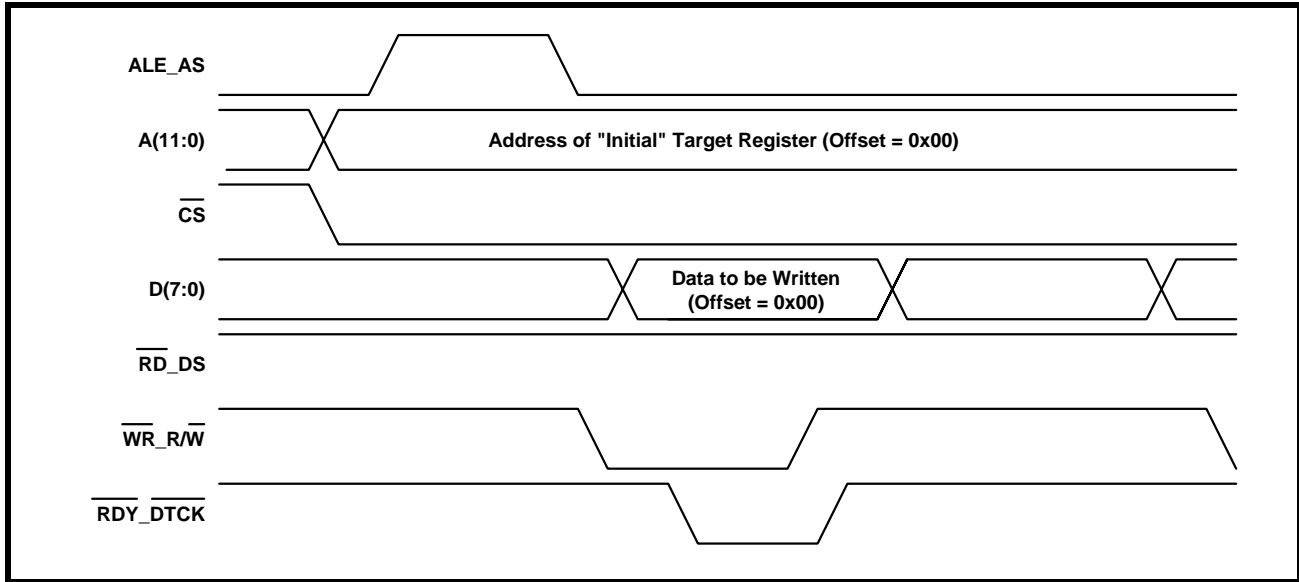 ALE_AS
A(11:0)
Address of "Initial" Target Register (Offset = 0x00)
CS
D(7:0)
Data to be Written
(Offset = 0x00)
RD_DS
WR_R/W
RDY_DTCK